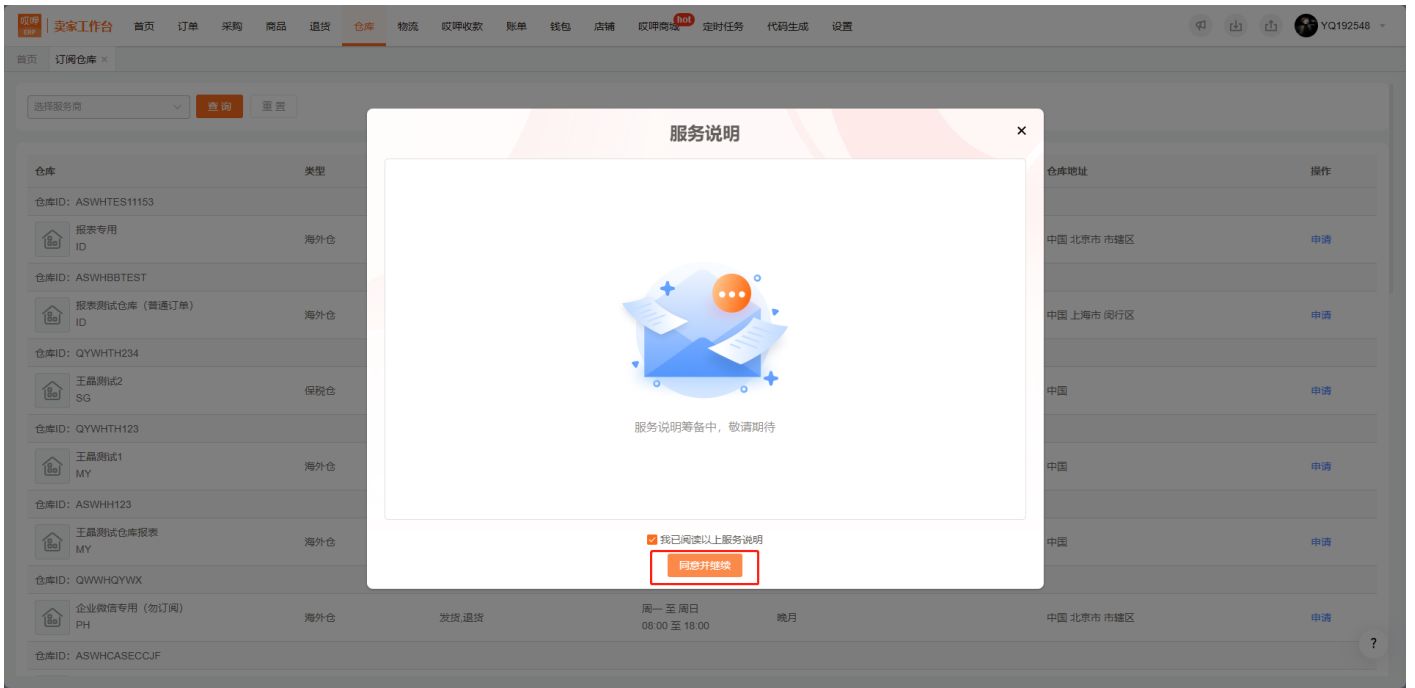 哎呷 ERP 卖家工作台 首页 订单 采购 商品 退货 仓库 物流 哎呷收款 账单 钱包 店铺 哎呷商城 hot 定时任务 代码生成 设置 YQ192548
首页 订阅仓库 ×
选择服务商 查询 重置
服务说明 ×
仓库 类型 仓库地址 操作
仓库ID: ASWHTES11153
报表专用
ID
海外仓 中国 北京市 市辖区 申请
仓库ID: ASWHBBTEST
报表测试仓库（普通订单）
ID
海外仓 中国 上海市 闵行区 申请
仓库ID: QYWHTH234
王晶测试2
SG
保税仓 中国 申请
服务说明筹备中，敬请期待
仓库ID: QYWHTH123
王晶测试1
MY
海外仓 中国 申请
仓库ID: ASWHH123
王晶测试仓库报表
MY
海外仓 中国 申请
我已阅读以上服务说明
同意并继续
仓库ID: QWWHQYWX
企业微信专用（勿订阅）
PH
海外仓 发货,退货 周一 至 周日
08:00 至 18:00
晚月 中国 北京市 市辖区 申请
?
仓库ID: ASWHCASECCJF